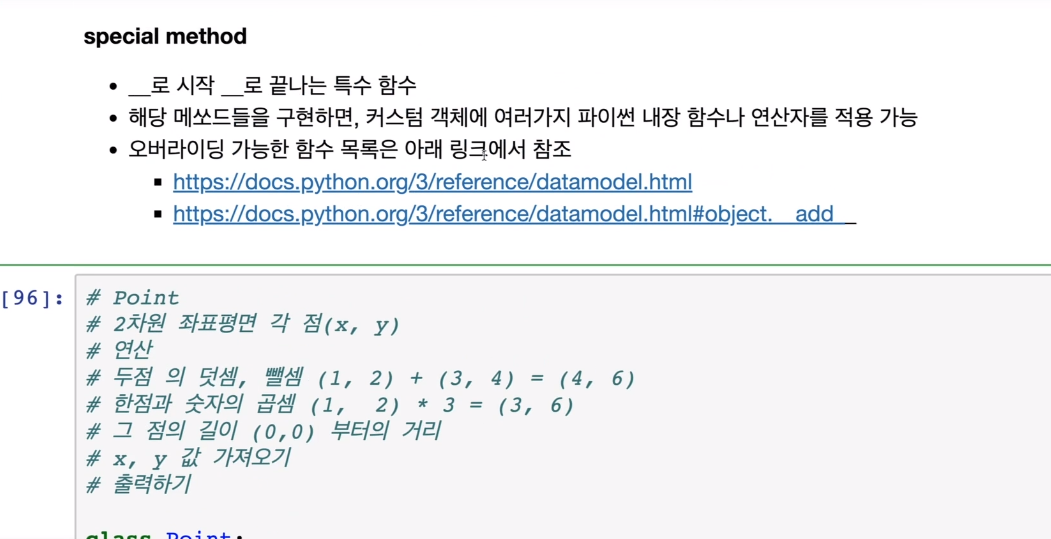 special method
• __로 시작 __로 끝나는 특수 함수
• 해당 메쏘드들을 구현하면, 커스텀 객체에 여러가지 파이썬 내장 함수나 연산자를 적용 가능
• 오버라이딩 가능한 함수 목록은 아래 링크에서 참조
▪ https://docs.python.org/3/reference/datamodel.html
▪ https://docs.python.org/3/reference/datamodel.html#object.__add__
[96]:
# Point
# 2차원 좌표평면 각 점(x, y)
# 연산
# 두점 의 덧셈, 뺄셈 (1, 2) + (3, 4) = (4, 6)
# 한점과 숫자의 곱셈 (1, 2) * 3 = (3, 6)
# 그 점의 길이 (0,0) 부터의 거리
# x, y 값 가져오기
# 출력하기
class Point: